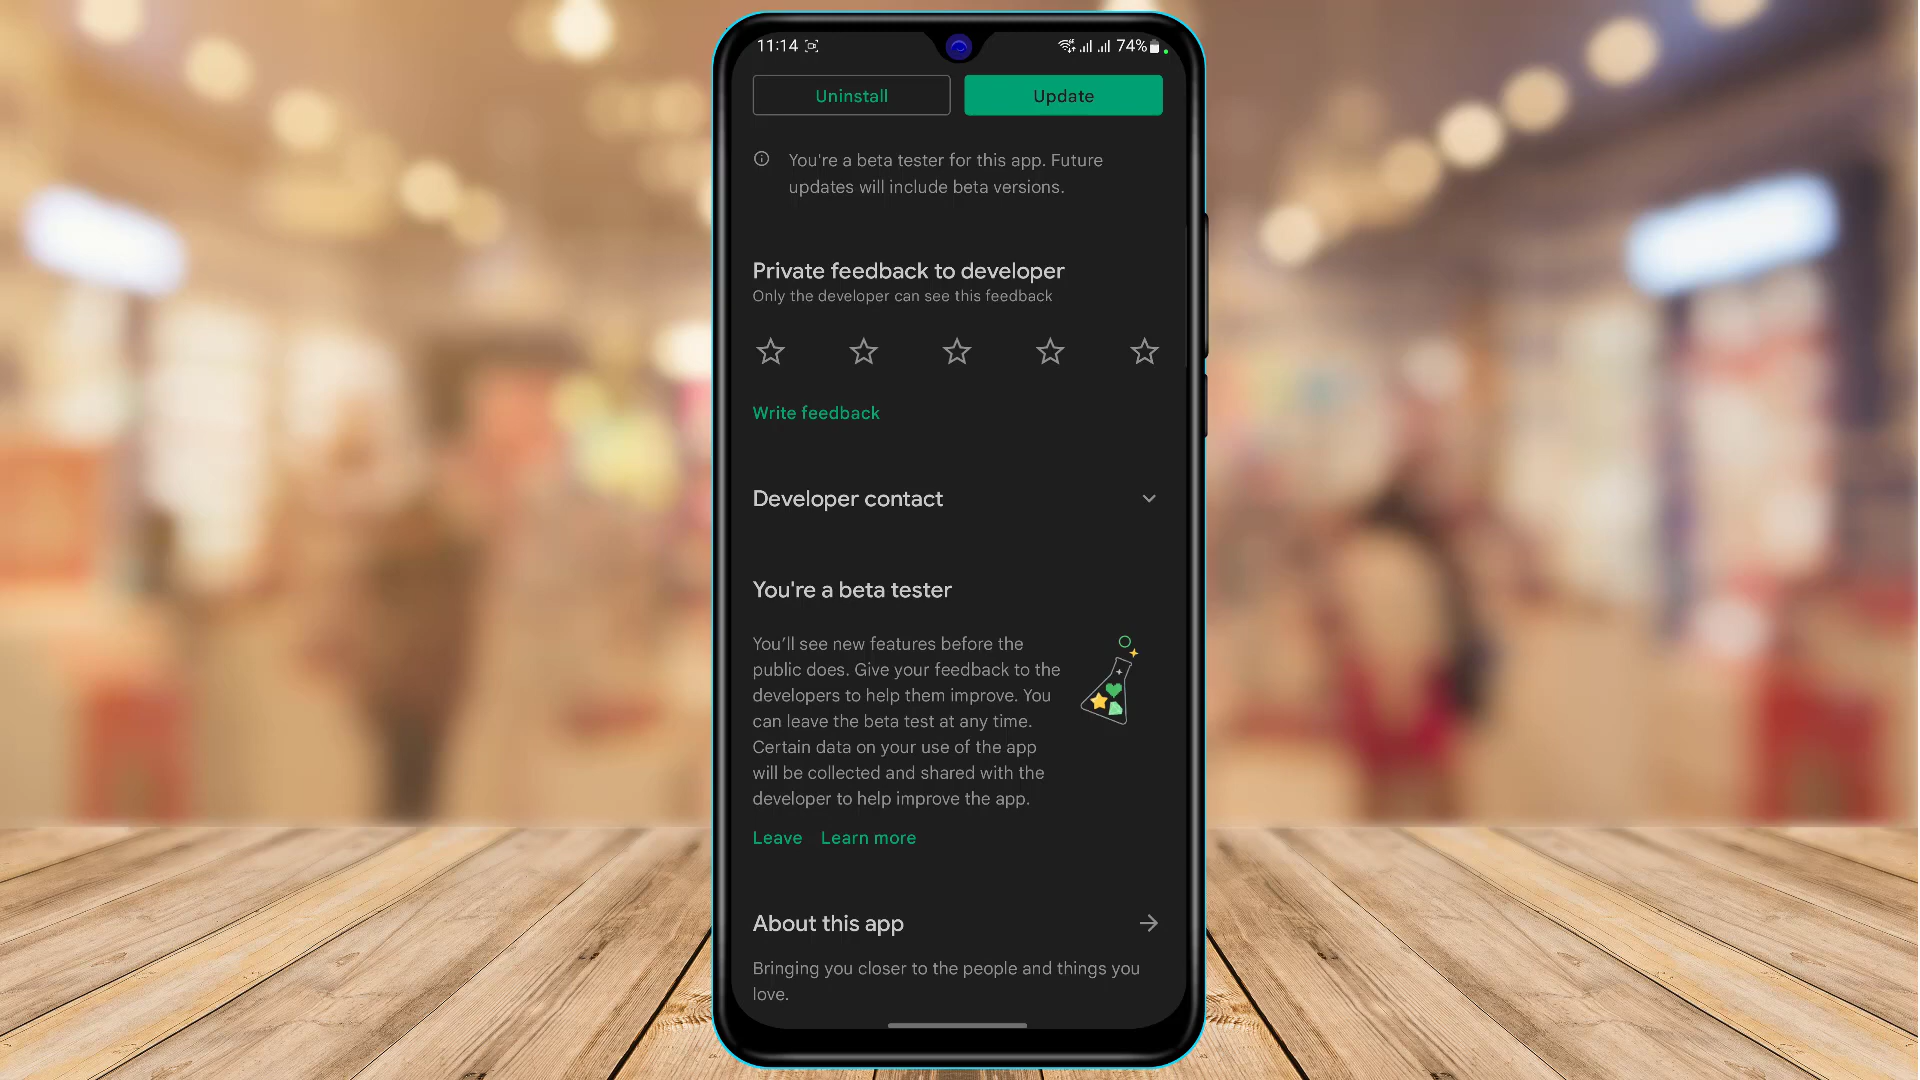 11:14 74%
Uninstall Update
You're a beta tester for this app. Future
updates will include beta versions.
Private feedback to developer
Only the developer can see this feedback
Write feedback
Developer contact
You're a beta tester
You'll see new features before the
public does. Give your feedback to the
developers to help them improve. You
can leave the beta test at any time.
Certain data on your use of the app
will be collected and shared with the
developer to help improve the app.
Leave Learn more
About this app
Bringing you closer to the people and things you
love.